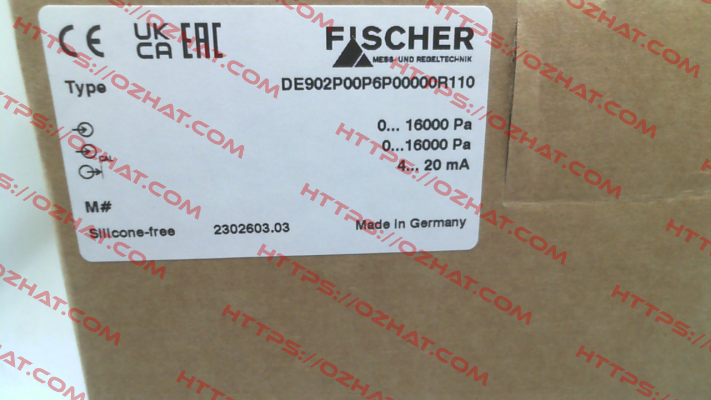 CE UK CA EAC
FISCHER
MESS- UND REGELTECHNIK
Type DE902P00P6P00000R110
0... 16000 Pa
CAL 0...16000 Pa
4... 20 mA
M#
Silicone-free 2302603.03 Made in Germany
HTTPS://OZHAT.COM